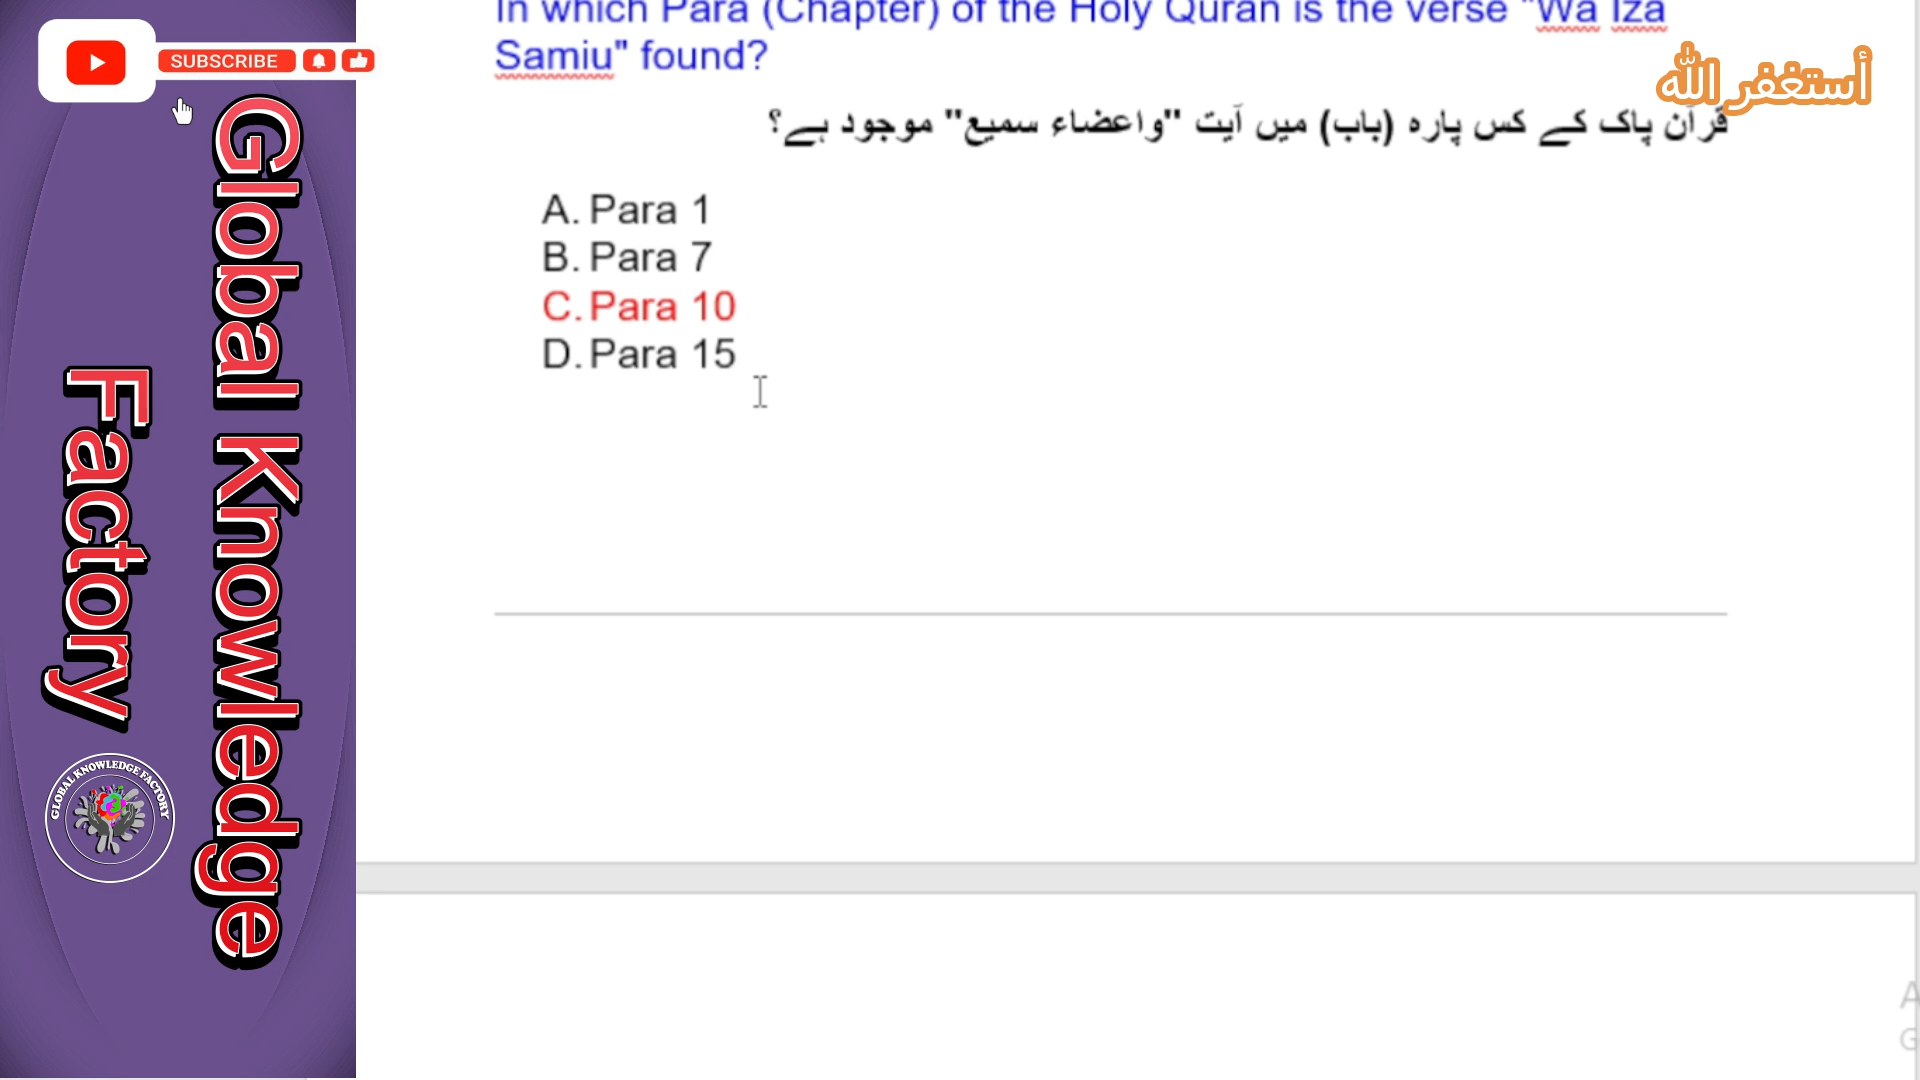 In which Para (Chapter) of the Holy Quran is the verse "Wa Iza
Samiu" found?
قرآن پاک کے کس پارہ (باب) میں آیت "واعضاء سمیع" موجود ہے؟
A. Para 1
B. Para 7
C. Para 10
D. Para 15
SUBSCRIBE
أستغفر الله
Global Knowledge
Factory
GLOBAL KNOWLEDGE FACTORY
A
G